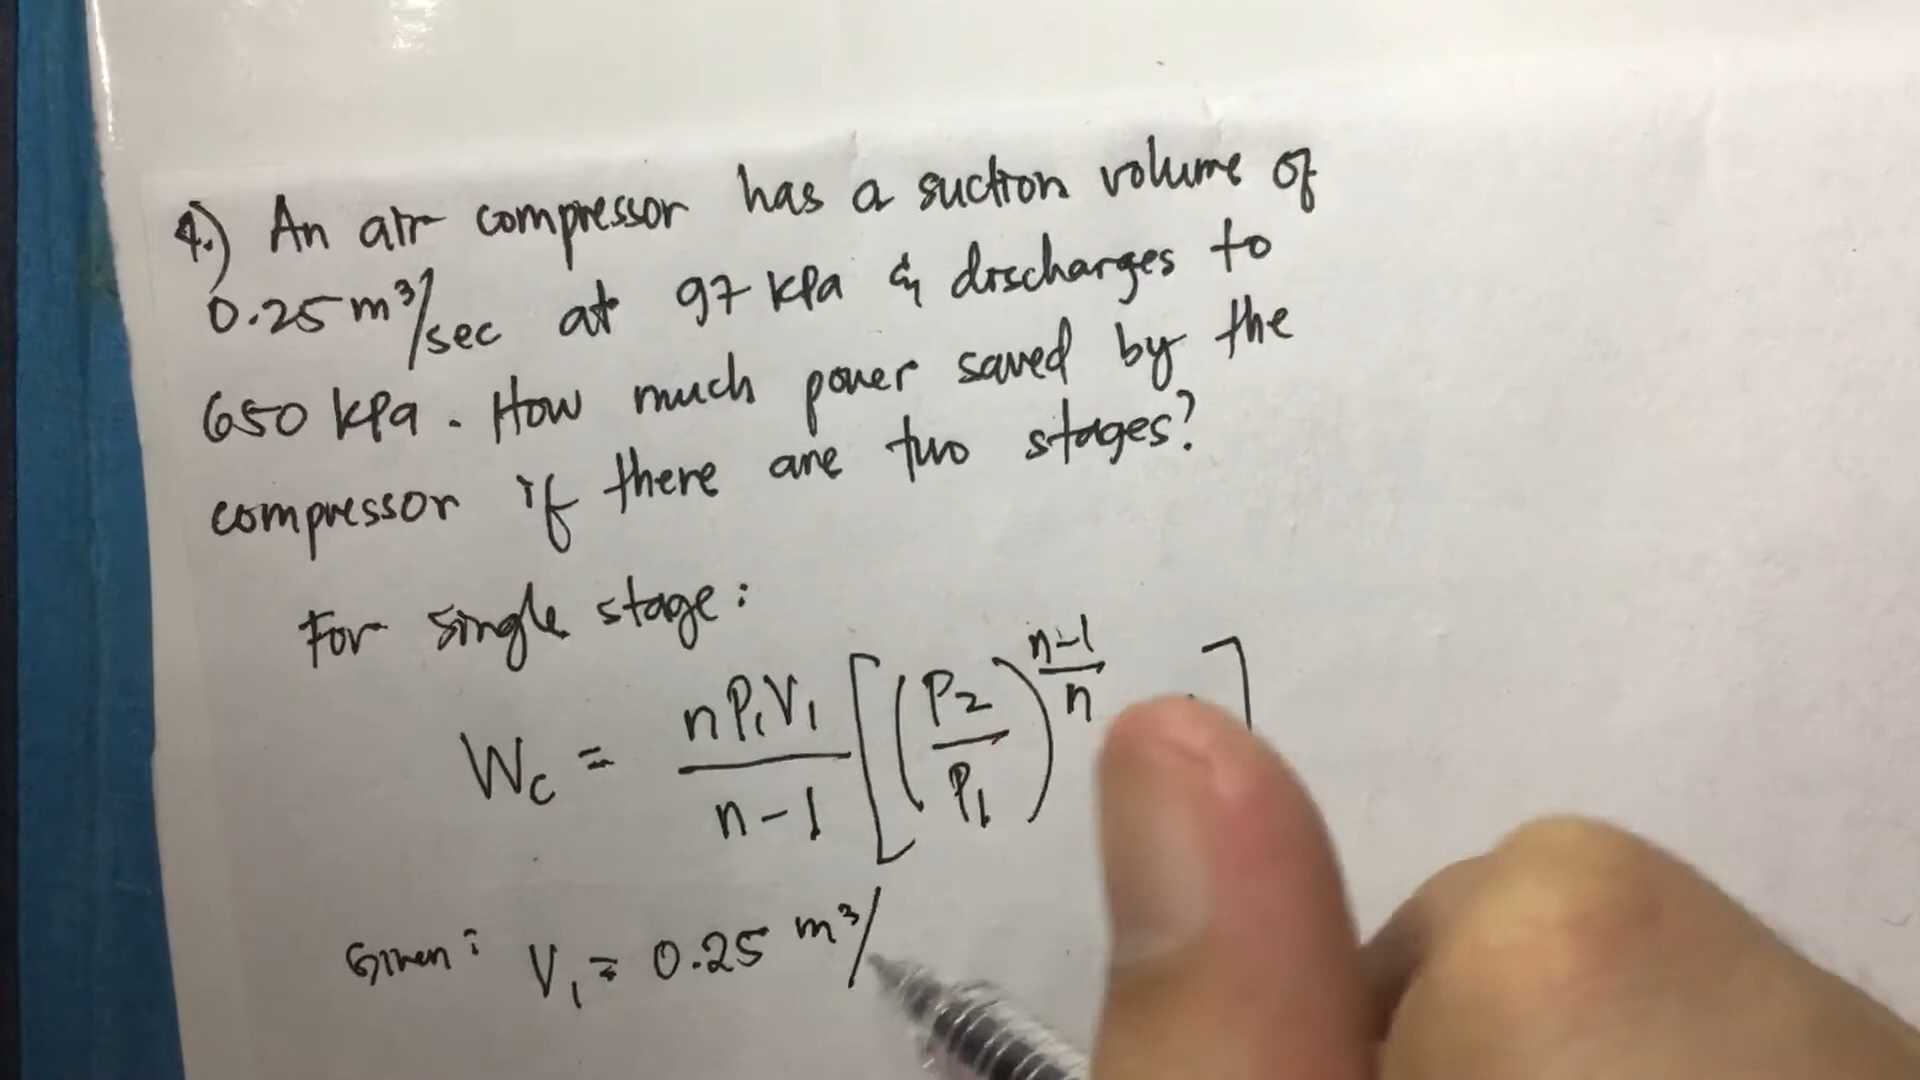 4.) An air compressor has a suction volume of
0.25 m³/sec at 97 kPa & discharges to
650 kPa. How much power saved by the
compressor if there are two stages?
For single stage:
Wc = nP₁V₁/n-1 [(P₂/P₁)^(n-1/n) ]
Given: V₁ = 0.25 m³/